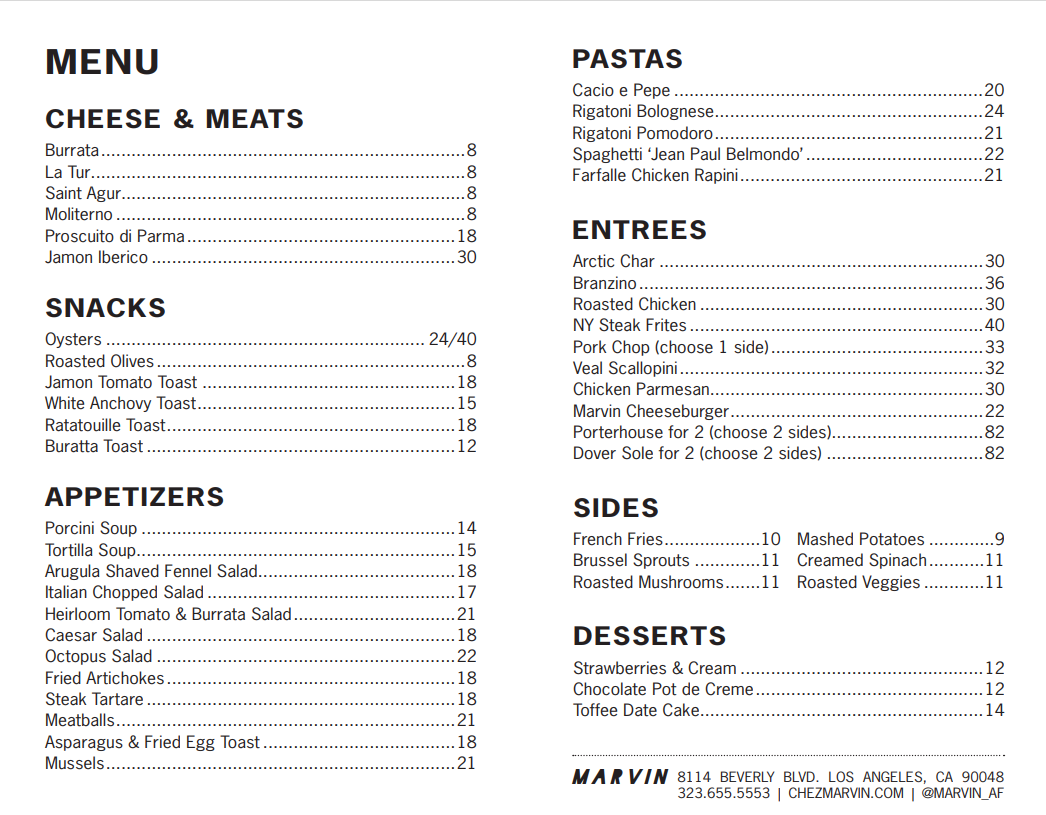 MENU
CHEESE & MEATS
Burrata........................................................................8
La Tur.........................................................................8
Saint Agur...................................................................8
Moliterno ....................................................................8
Proscuito di Parma.....................................................18
Jamon Iberico ............................................................30
SNACKS
Oysters ............................................................... 24/40
Roasted Olives.............................................................8
Jamon Tomato Toast ..................................................18
White Anchovy Toast...................................................15
Ratatouille Toast.........................................................18
Buratta Toast .............................................................12
APPETIZERS
Porcini Soup ..............................................................14
Tortilla Soup...............................................................15
Arugula Shaved Fennel Salad.......................................18
Italian Chopped Salad .................................................17
Heirloom Tomato & Burrata Salad................................21
Caesar Salad .............................................................18
Octopus Salad ...........................................................22
Fried Artichokes.........................................................18
Steak Tartare .............................................................18
Meatballs...................................................................21
Asparagus & Fried Egg Toast ......................................18
Mussels.....................................................................21
PASTAS
Cacio e Pepe .............................................................20
Rigatoni Bolognese.....................................................24
Rigatoni Pomodoro.....................................................21
Spaghetti ‘Jean Paul Belmondo’ ...................................22
Farfalle Chicken Rapini................................................21
ENTREES
Arctic Char ................................................................30
Branzino....................................................................36
Roasted Chicken ........................................................30
NY Steak Frites ..........................................................40
Pork Chop (choose 1 side)..........................................33
Veal Scallopini............................................................32
Chicken Parmesan......................................................30
Marvin Cheeseburger..................................................22
Porterhouse for 2 (choose 2 sides)..............................82
Dover Sole for 2 (choose 2 sides) ...............................82
SIDES
French Fries...................10 Mashed Potatoes .............9
Brussel Sprouts .............11 Creamed Spinach...........11
Roasted Mushrooms.......11 Roasted Veggies ............11
DESSERTS
Strawberries & Cream ................................................12
Chocolate Pot de Creme.............................................12
Toffee Date Cake........................................................14
MARVIN 8114 BEVERLY BLVD. LOS ANGELES, CA 90048
323.655.5553 | CHEZMARVIN.COM | @MARVIN_AF